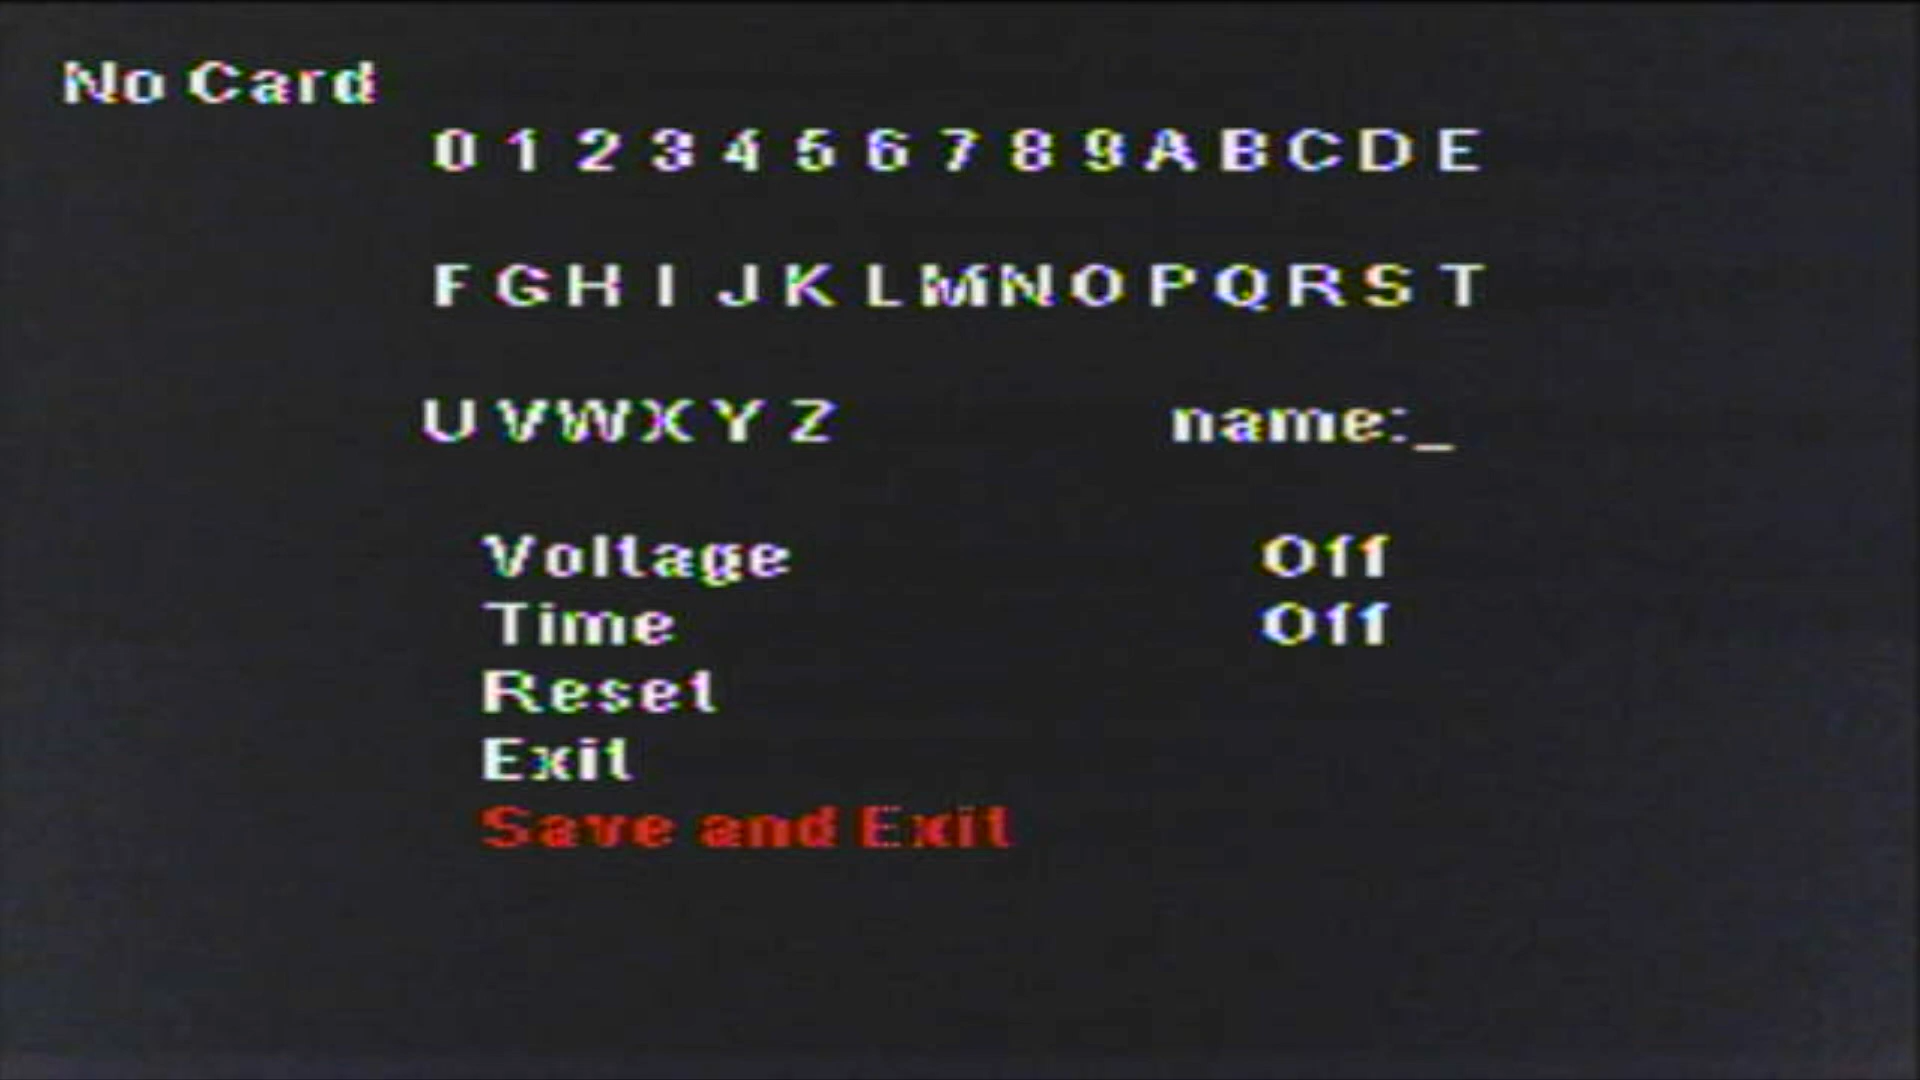 No Card
0 1 2 3 4 5 6 7 8 9 A B C D E
F G H I J K L M N O P Q R S T
U V W X Y Z name:_
Voltage Off
Time Off
Reset
Exit
Save and Exit